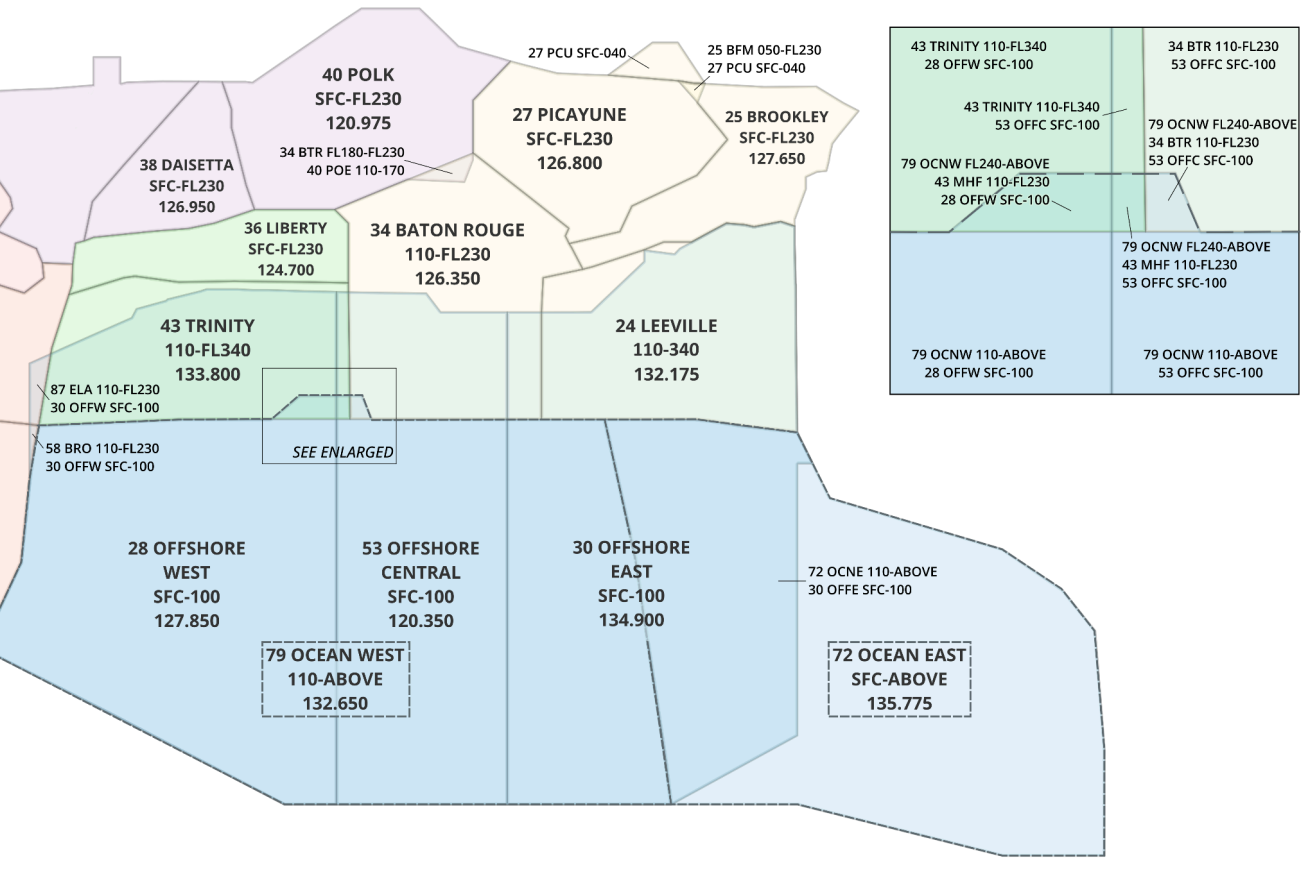 27 PCU SFC-040
25 BFM 050-FL230
27 PCU SFC-040
40 POLK
SFC-FL230
120.975
27 PICAYUNE
SFC-FL230
126.800
25 BROOKLEY
SFC-FL230
127.650
34 BTR FL180-FL230
40 POE 110-170
38 DAISETTA
SFC-FL230
126.950
36 LIBERTY
SFC-FL230
124.700
34 BATON ROUGE
110-FL230
126.350
43 TRINITY
110-FL340
133.800
24 LEEVILLE
110-340
132.175
87 ELA 110-FL230
30 OFFW SFC-100
58 BRO 110-FL230
30 OFFW SFC-100
SEE ENLARGED
28 OFFSHORE
WEST
SFC-100
127.850
53 OFFSHORE
CENTRAL
SFC-100
120.350
30 OFFSHORE
EAST
SFC-100
134.900
72 OCNE 110-ABOVE
30 OFFE SFC-100
79 OCEAN WEST
110-ABOVE
132.650
72 OCEAN EAST
SFC-ABOVE
135.775
43 TRINITY 110-FL340
28 OFFW SFC-100
34 BTR 110-FL230
53 OFFC SFC-100
43 TRINITY 110-FL340
53 OFFC SFC-100
79 OCNW FL240-ABOVE
34 BTR 110-FL230
53 OFFC SFC-100
79 OCNW FL240-ABOVE
43 MHF 110-FL230
28 OFFW SFC-100
79 OCNW FL240-ABOVE
43 MHF 110-FL230
53 OFFC SFC-100
79 OCNW 110-ABOVE
28 OFFW SFC-100
79 OCNW 110-ABOVE
53 OFFC SFC-100